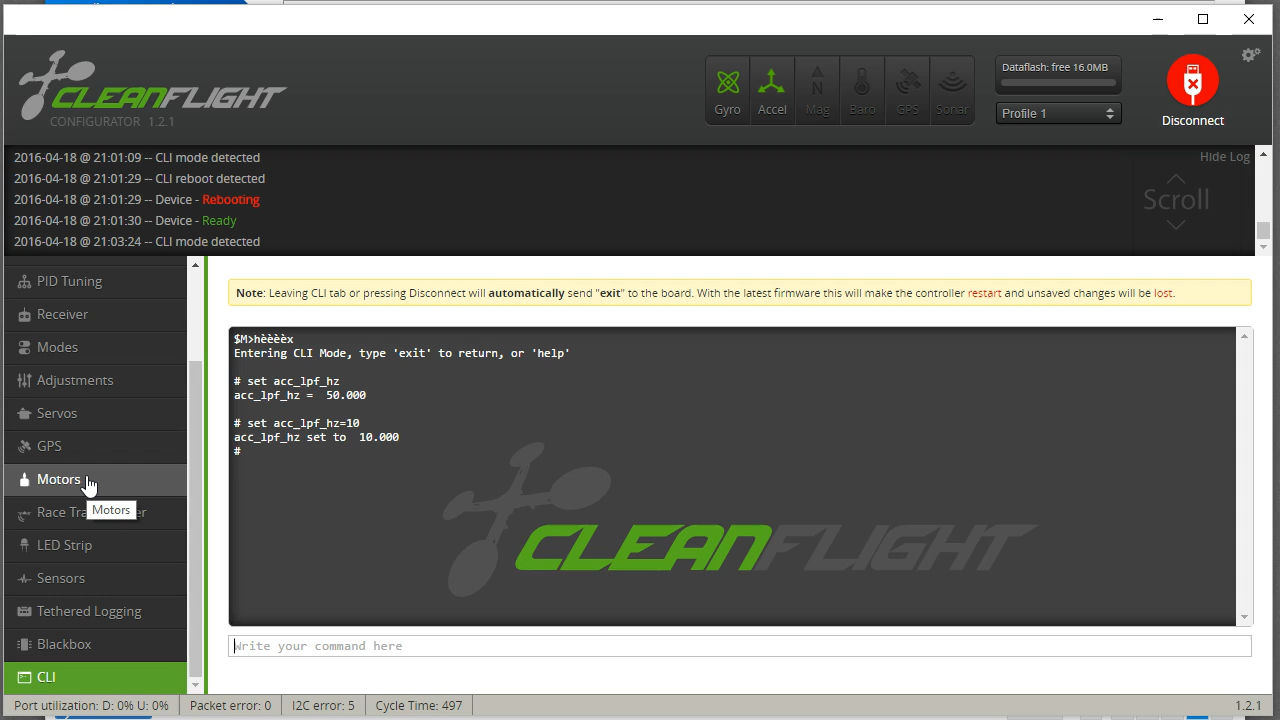 CLEANFLIGHT
CONFIGURATOR 1.2.1
Gyro
Accel
Mag
Baro
GPS
Sonar
Dataflash: free 16.0MB
Profile 1
Disconnect
2016-04-18 @ 21:01:09 -- CLI mode detected
2016-04-18 @ 21:01:29 -- CLI reboot detected
2016-04-18 @ 21:01:29 -- Device - Rebooting
2016-04-18 @ 21:01:30 -- Device - Ready
2016-04-18 @ 21:03:24 -- CLI mode detected
Hide Log
Scroll
PID Tuning
Receiver
Modes
Adjustments
Servos
GPS
Motors
Motors
Race
LED Strip
Sensors
Tethered Logging
Blackbox
CLI
Note: Leaving CLI tab or pressing Disconnect will automatically send "exit" to the board. With the latest firmware this will make the controller restart and unsaved changes will be lost.
$M>hèèèèx
Entering CLI Mode, type 'exit' to return, or 'help'
# set acc_lpf_hz
acc_lpf_hz =  50.000
# set acc_lpf_hz=10
acc_lpf_hz set to  10.000
#
CLEANFLIGHT
Write your command here
Port utilization: D: 0% U: 0%
Packet error: 0
I2C error: 5
Cycle Time: 497
1.2.1